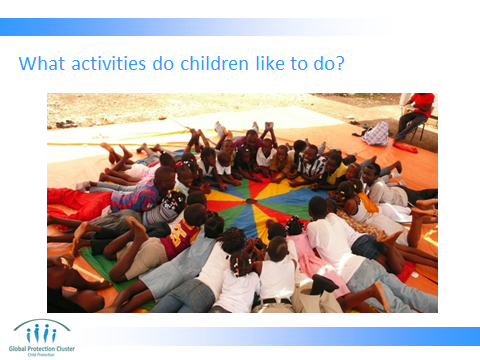 What activities do children like to do?
Global Protection Cluster
Child Protection